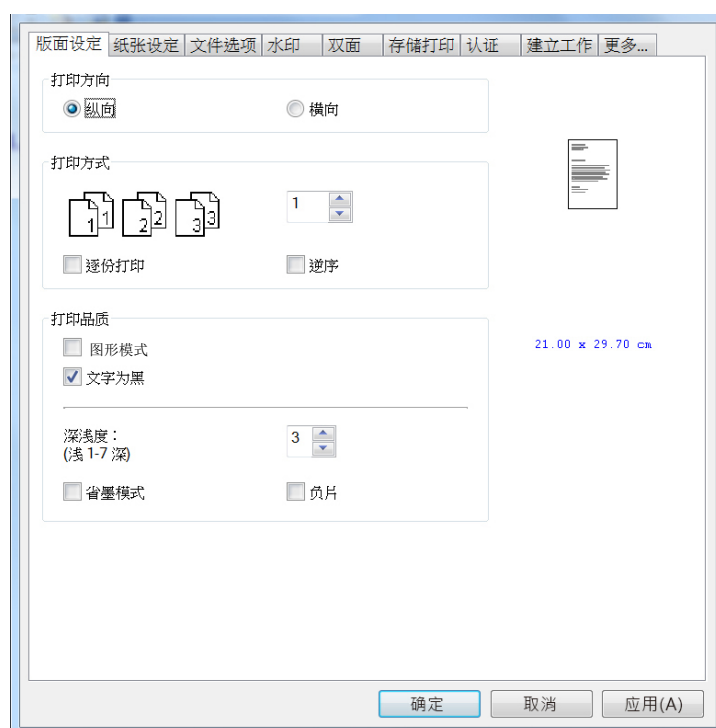 版面设定 纸张设定 文件选项 水印 双面 存储打印 认证 建立工作 更多...
打印方向
纵向 横向
打印方式
1 1 2 2 3 3 1
逐份打印 逆序
打印品质
图形模式
21.00 x 29.70 cm
文字为黑
深浅度： 3
(浅 1-7 深)
省墨模式 负片
确定 取消 应用(A)